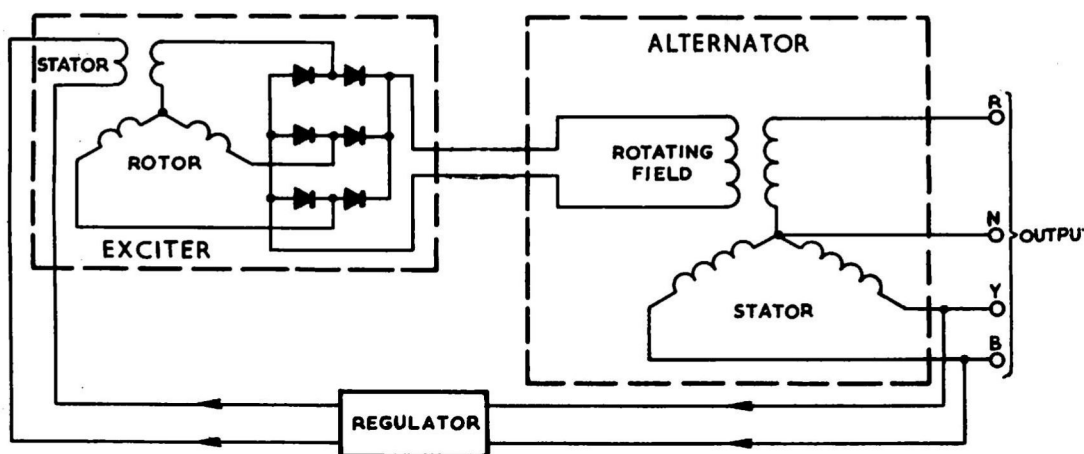 STATOR
ROTOR
EXCITER
ALTERNATOR
ROTATING
FIELD
STATOR
R
N
OUTPUT
Y
B
REGULATOR